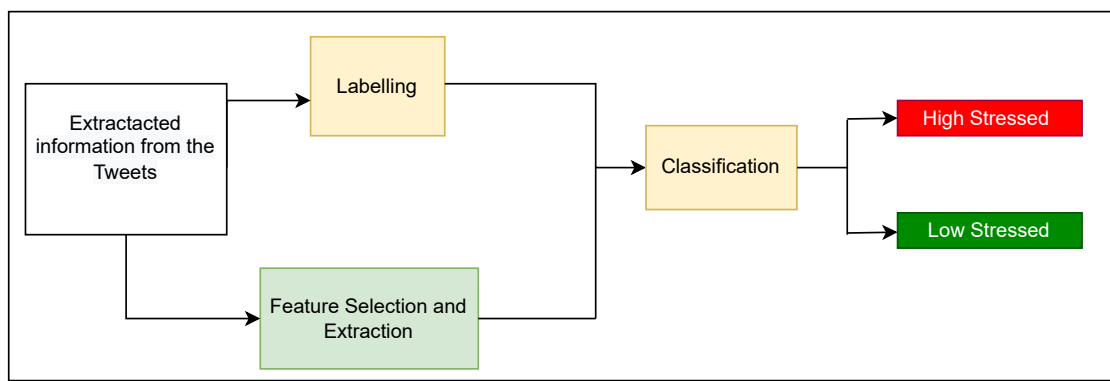 Extractacted
information from the
Tweets
Labelling
Feature Selection and
Extraction
Classification
High Stressed
Low Stressed